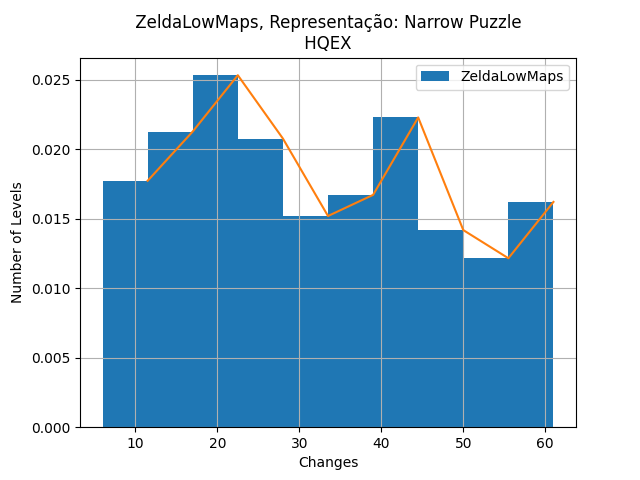 ZeldaLowMaps, Representação: Narrow Puzzle
HQEX
ZeldaLowMaps
0.025
0.020
0.015
0.010
0.005
0.000
Number of Levels
10 20 30 40 50 60
Changes